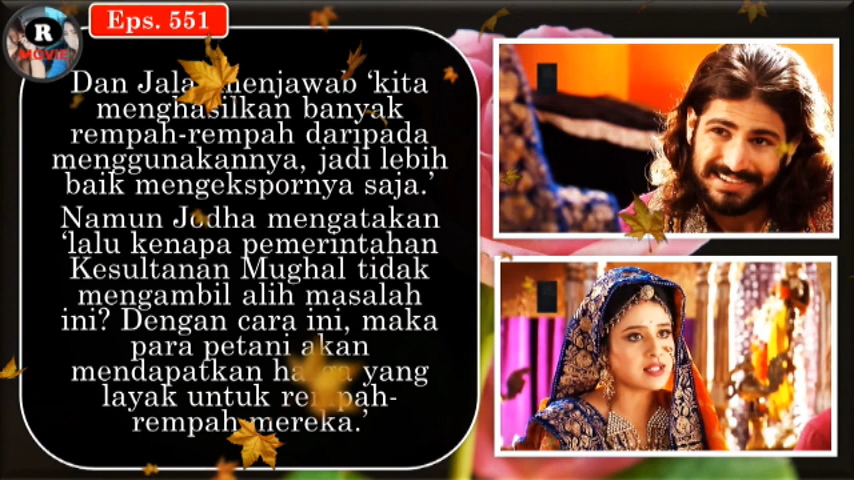 R
MOVIE
Eps. 551
Dan Jalal menjawab ‘kita
menghasilkan banyak
rempah-rempah daripada
menggunakannya, jadi lebih
baik mengekspornya saja.’
Namun Jodha mengatakan
‘lalu kenapa pemerintahan
Kesultanan Mughal tidak
mengambil alih masalah
ini? Dengan cara ini, maka
para petani akan
mendapatkan harga yang
layak untuk rempah-
rempah mereka.’